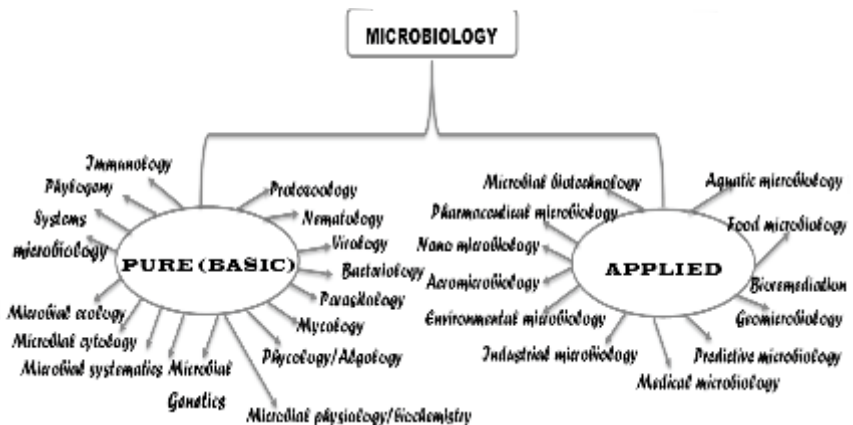 MICROBIOLOGY
Immunology
Phylogeny
Systems
microbiology
Microbial ecology
Microbial cytology
Microbial systematics
Microbial
Genetics
Microbial physiology/biochemistry
Phycology/Algology
Mycology
Parasitology
Bacteriology
Virology
Nematology
Protozoology
PURE (BASIC)
Microbial biotechnology
Pharmaceutical microbiology
Nano microbiology
Aeromicrobiology
Environmental microbiology
Industrial microbiology
Medical microbiology
Predictive microbiology
Geomicrobiology
Bioremediation
Food microbiology
Aquatic microbiology
APPLIED